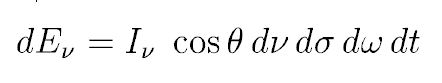 dE_ν = I_ν cos θ dν dσ dω dt